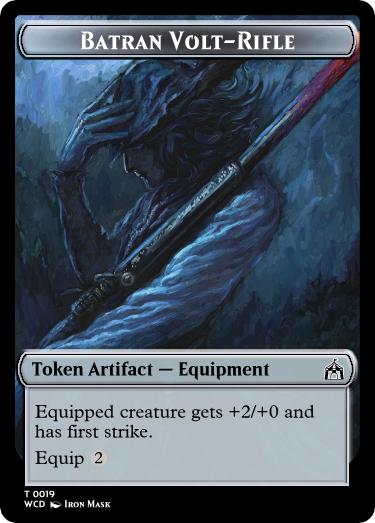 Batran Volt-Rifle
Token Artifact — Equipment
Equipped creature gets +2/+0 and
has first strike.
Equip 2
T 0019
WCD Iron Mask